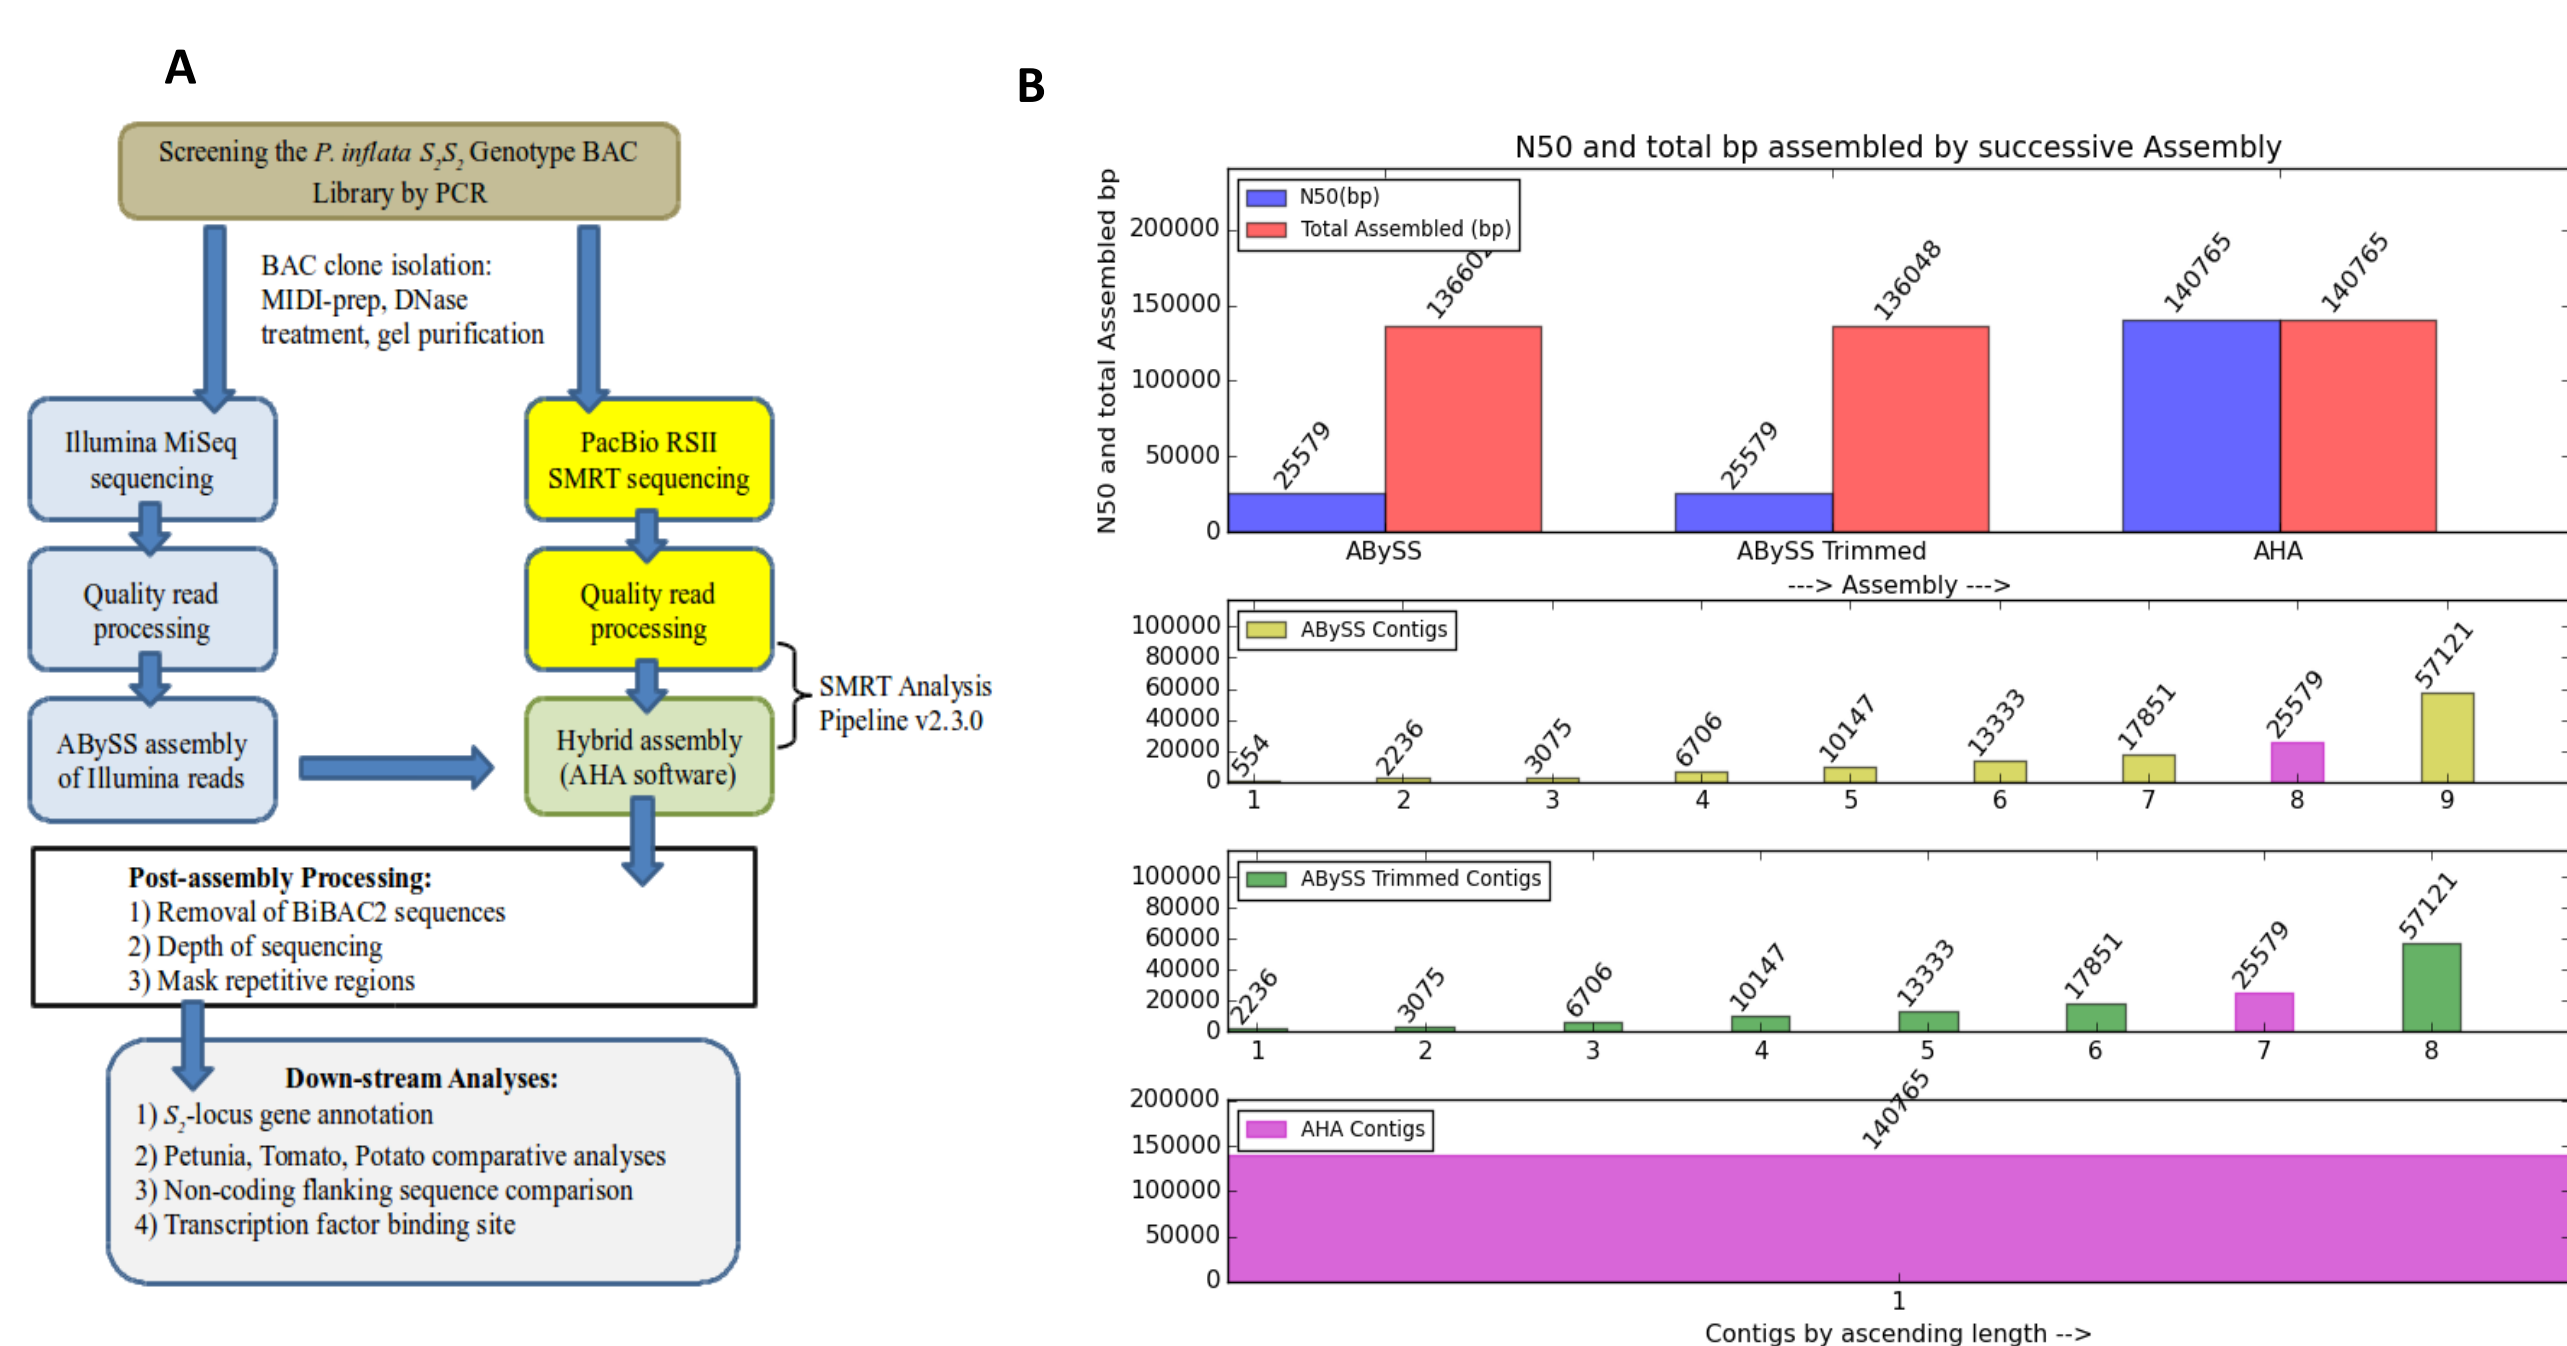 A
Screening the P. inflata S₂S₂ Genotype BAC
Library by PCR
BAC clone isolation:
MIDI-prep, DNase
treatment, gel purification
Illumina MiSeq
sequencing
PacBio RSII
SMRT sequencing
Quality read
processing
Quality read
processing
SMRT Analysis
Pipeline v2.3.0
ABySS assembly
of Illumina reads
Hybrid assembly
(AHA software)
Post-assembly Processing:
1) Removal of BiBAC2 sequences
2) Depth of sequencing
3) Mask repetitive regions
Down-stream Analyses:
1) S₂-locus gene annotation
2) Petunia, Tomato, Potato comparative analyses
3) Non-coding flanking sequence comparison
4) Transcription factor binding site
B
N50 and total bp assembled by successive Assembly
N50 and total Assembled bp
N50(bp)
Total Assembled (bp)
200000
150000
100000
50000
0
25579
25579
136048
140765
140765
ABySS
ABySS Trimmed
AHA
---> Assembly --->
ABySS Contigs
100000
80000
60000
40000
20000
0
554
2236
3075
6706
10147
13333
17851
25579
57121
1 2 3 4 5 6 7 8 9
ABySS Trimmed Contigs
100000
80000
60000
40000
20000
0
2236
3075
6706
10147
13333
17851
25579
57121
1 2 3 4 5 6 7 8
AHA Contigs
200000
150000
100000
50000
0
140765
1
Contigs by ascending length -->